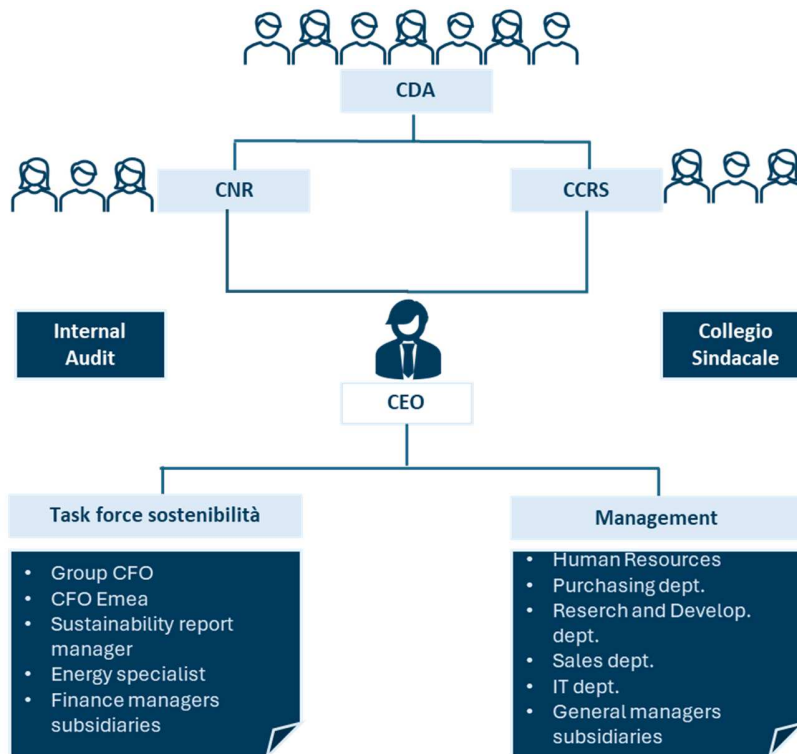 CDA
CNR
CCRS
Internal
Audit
Collegio
Sindacale
CEO
Task force sostenibilità
• Group CFO
• CFO Emea
• Sustainability report
manager
• Energy specialist
• Finance managers
subsidiaries
Management
• Human Resources
• Purchasing dept.
• Reserch and Develop.
dept.
• Sales dept.
• IT dept.
• General managers
subsidiaries